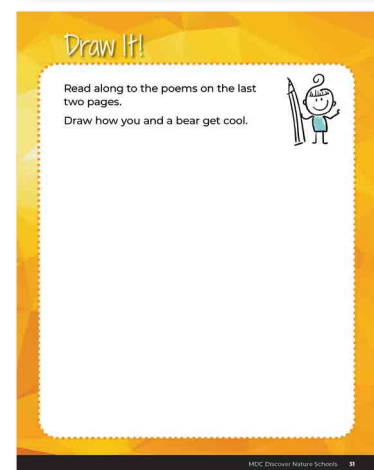 Draw It!
Read along to the poems on the last
two pages.
Draw how you and a bear get cool.
MDC Discover Nature Schools 31